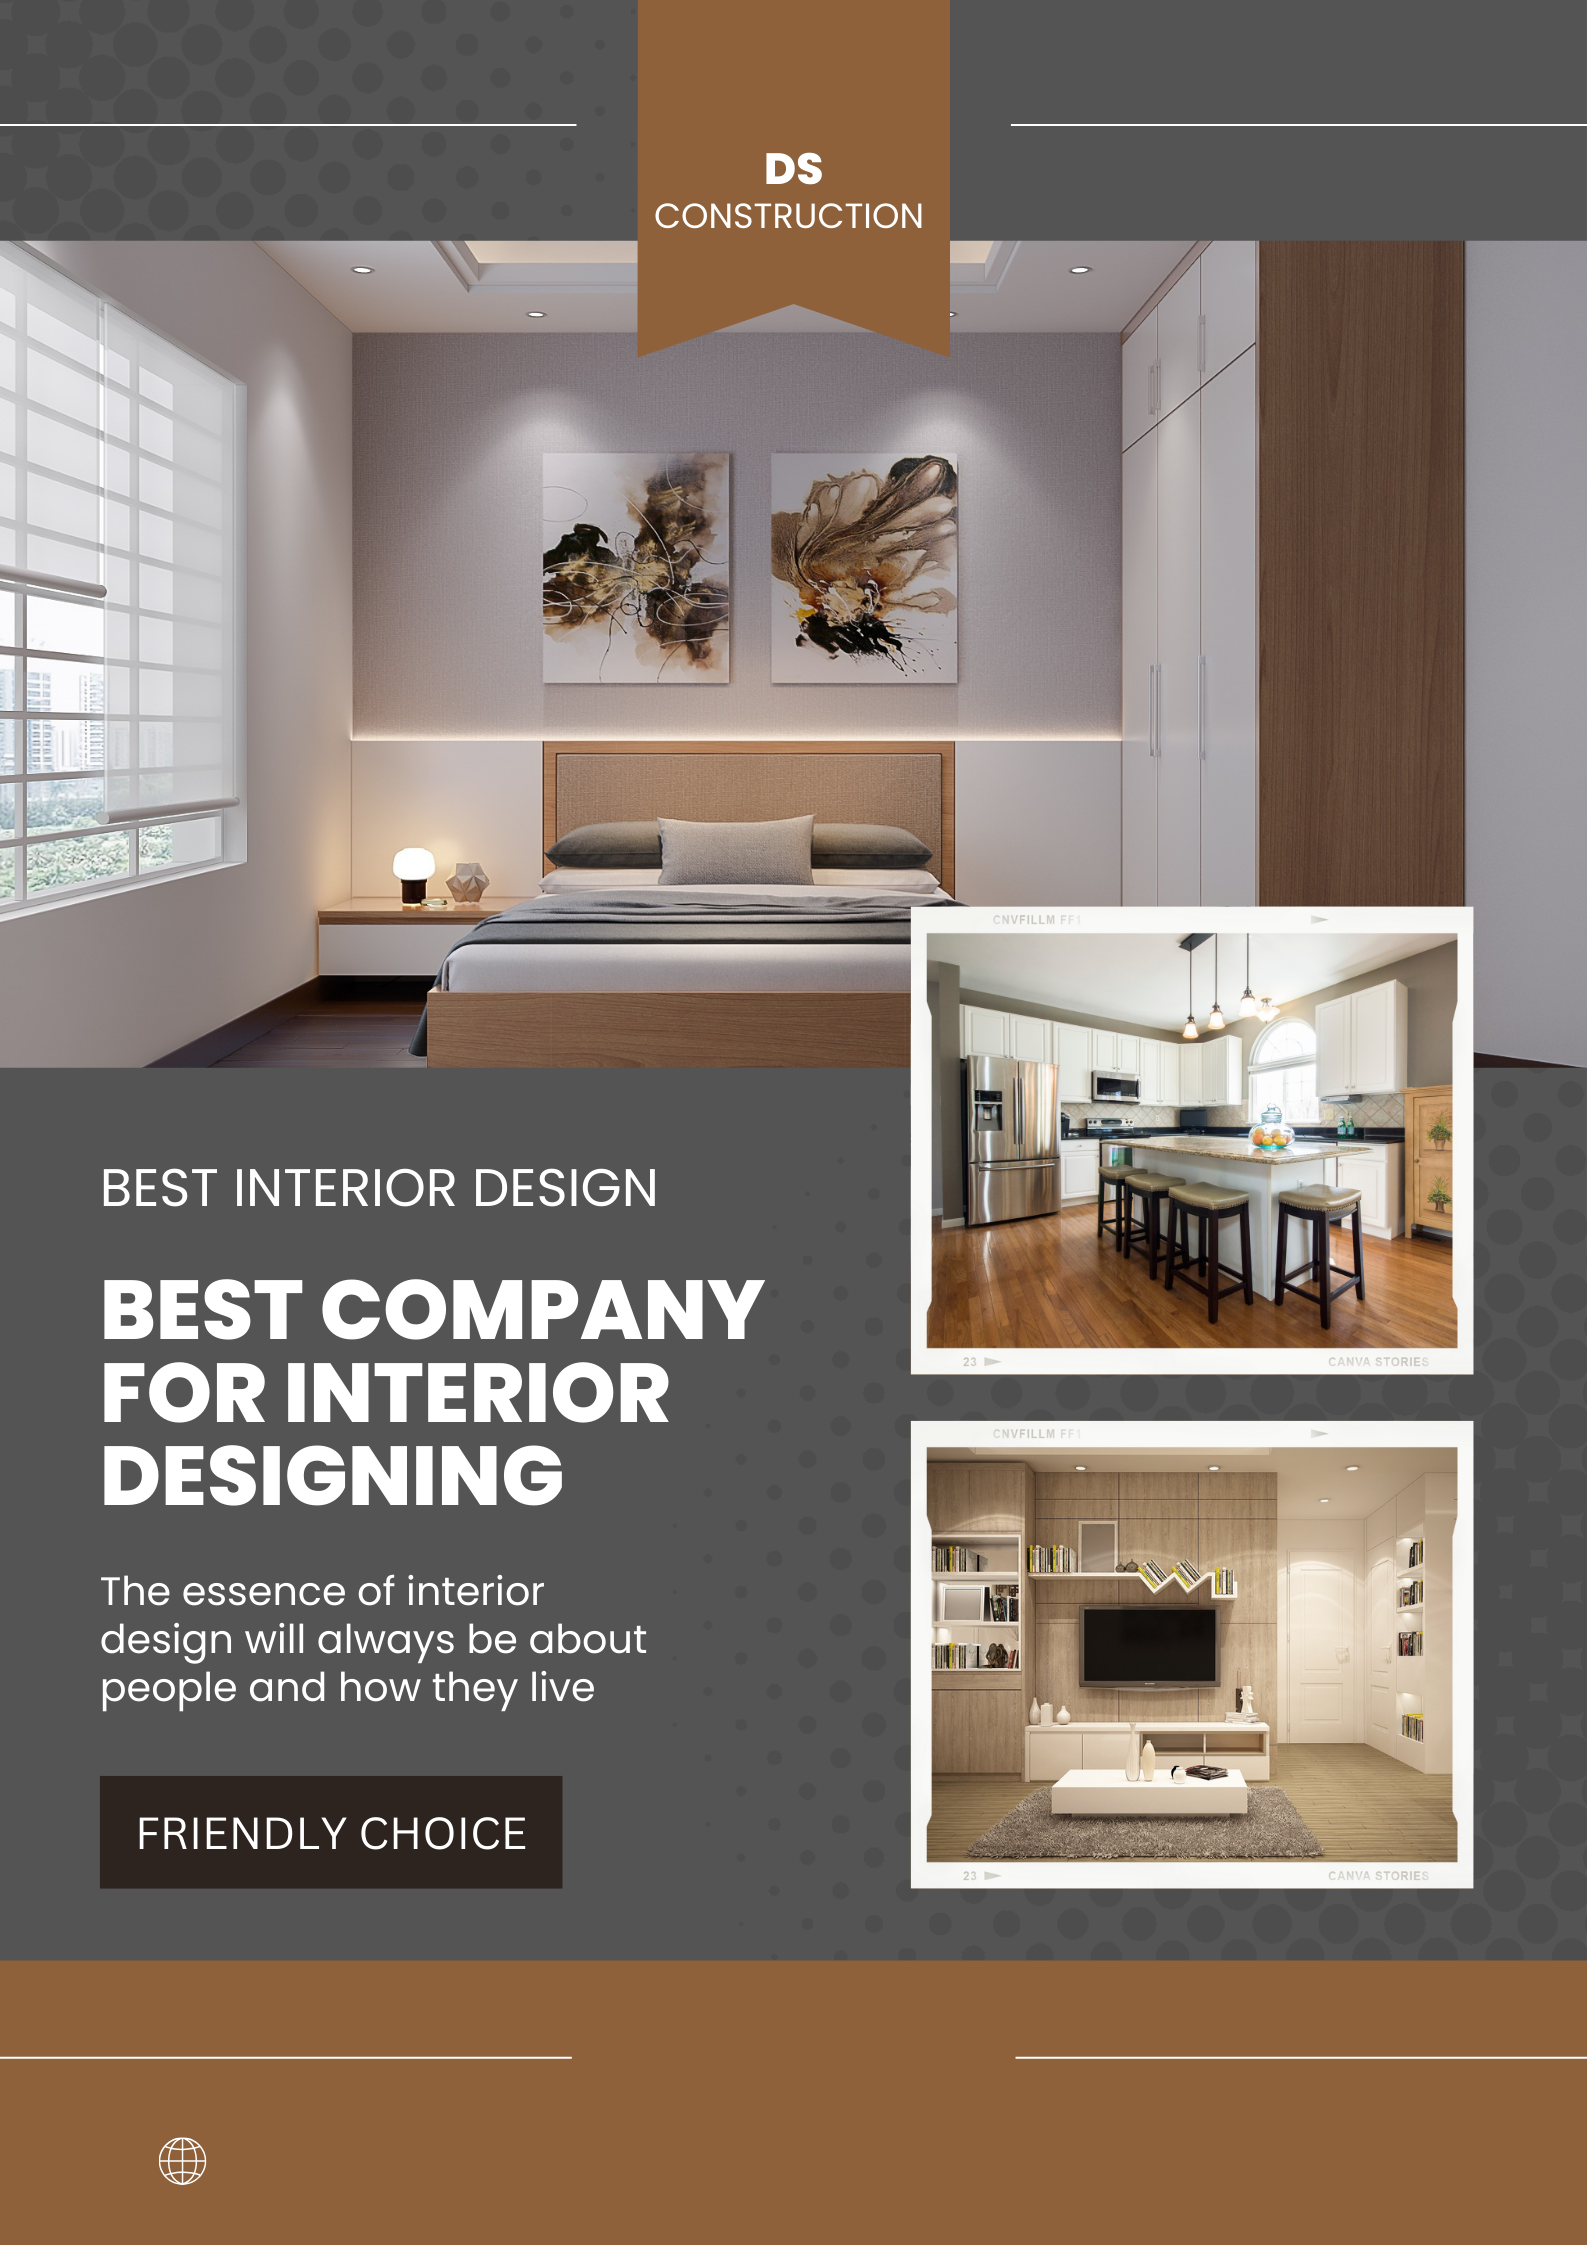 DS
CONSTRUCTION
CNVFILLM FF1
23
CANVA STORIES
BEST INTERIOR DESIGN
BEST COMPANY
FOR INTERIOR
DESIGNING
The essence of interior
design will always be about
people and how they live
FRIENDLY CHOICE
CNVFILLM FF1
23
CANVA STORIES